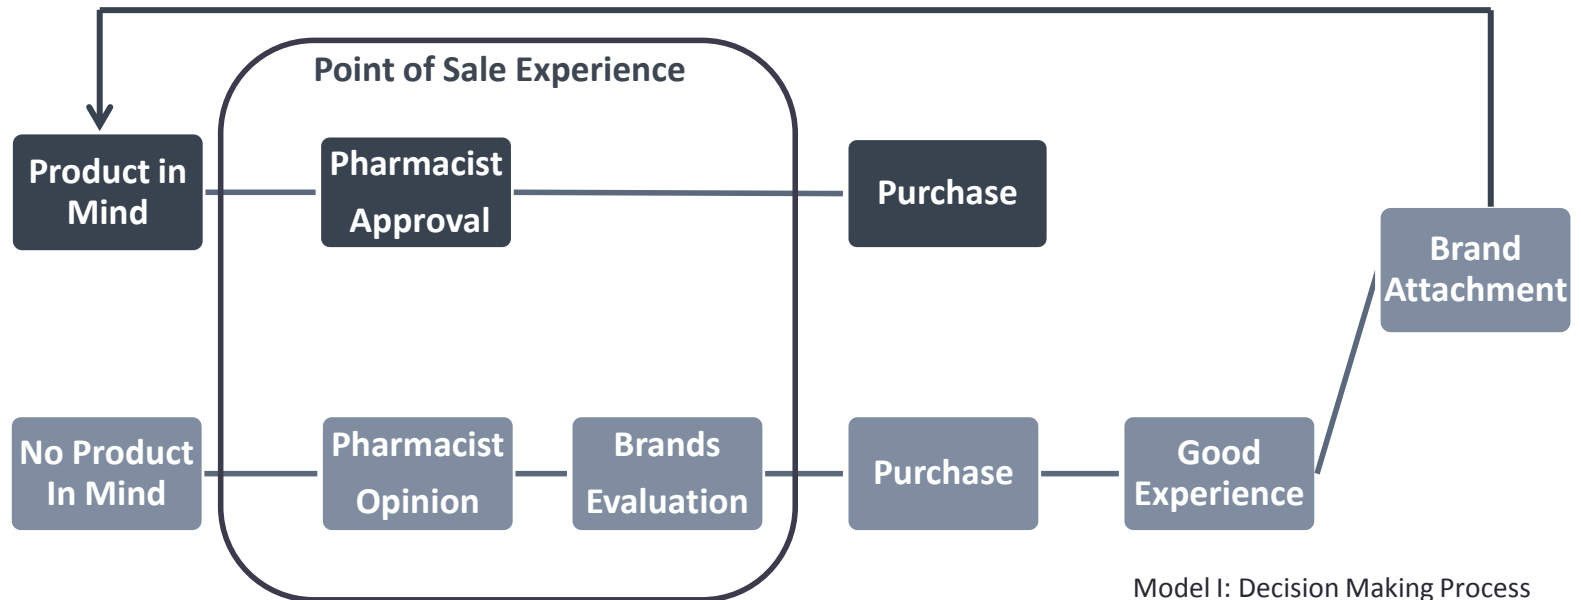 Point of Sale Experience
Product in
Mind
Pharmacist
Approval
Purchase
Brand
Attachment
No Product
In Mind
Pharmacist
Opinion
Brands
Evaluation
Purchase
Good
Experience
Model I: Decision Making Process